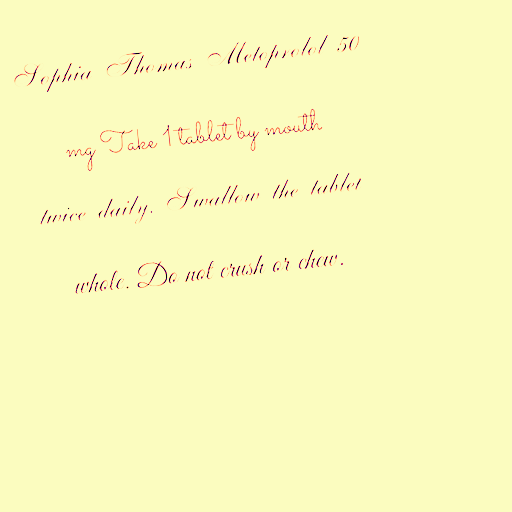 Sophia Thomas Metoprolol 50
mg Take 1 tablet by mouth
twice daily. Swallow the tablet
whole. Do not crush or chew.